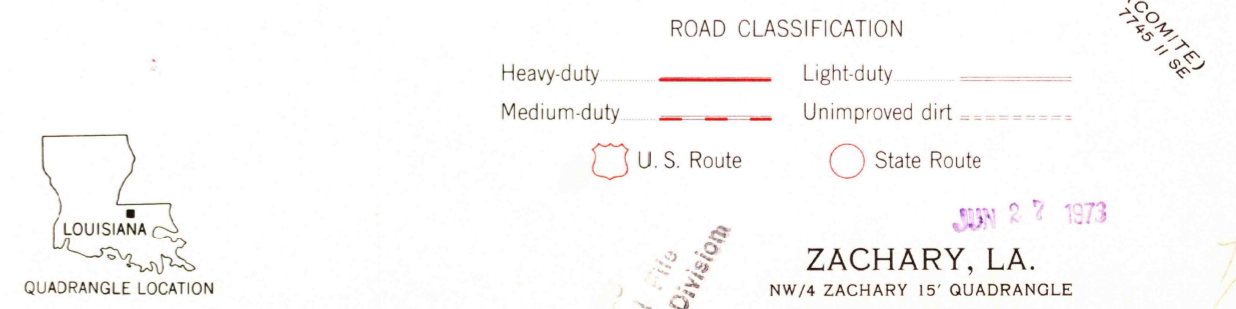 ROAD CLASSIFICATION
Heavy-duty Light-duty
Medium-duty Unimproved dirt
U. S. Route State Route
(COMITE)
7745 II SE
LOUISIANA
QUADRANGLE LOCATION
JUN 27 1973
File
Division
ZACHARY, LA.
NW/4 ZACHARY 15' QUADRANGLE